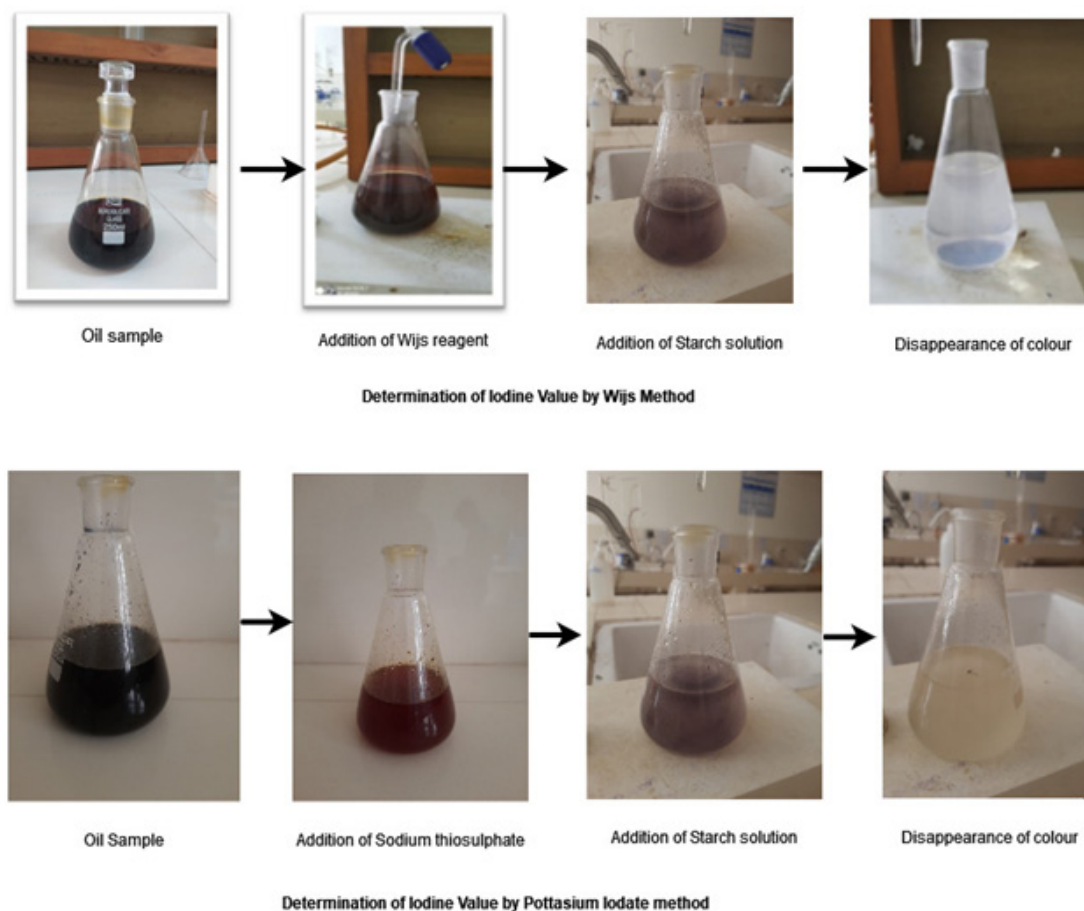 250ml
Oil sample
Addition of Wijs reagent
Addition of Starch solution
Disappearance of colour
Determination of Iodine Value by Wijs Method
Oil Sample
Addition of Sodium thiosulphate
Addition of Starch solution
Disappearance of colour
Determination of Iodine Value by Pottasium Iodate method